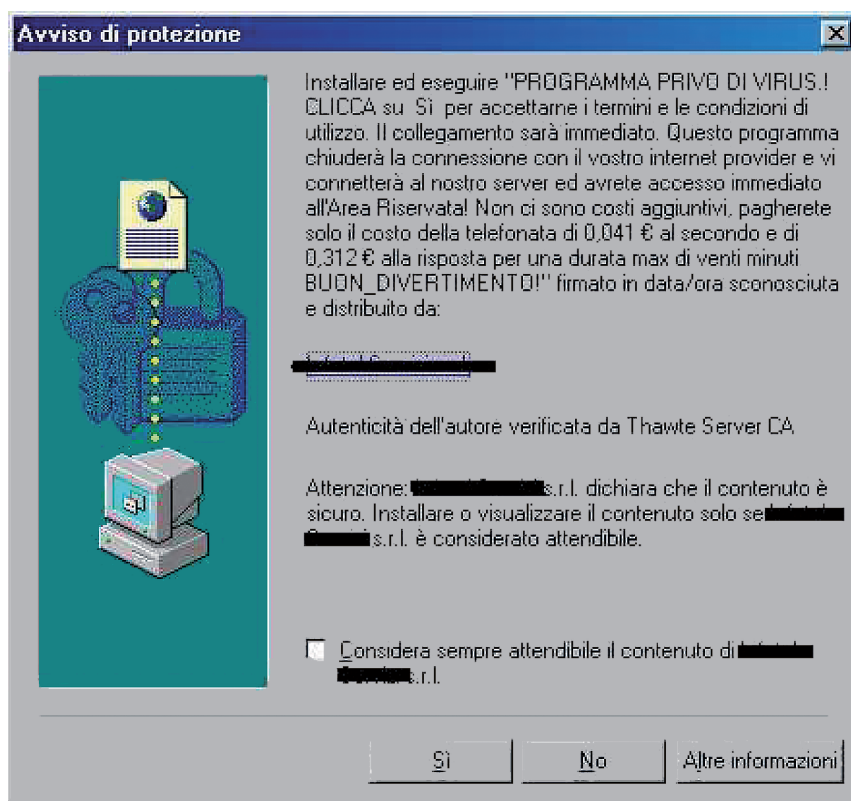 Avviso di protezione
Installare ed eseguire "PROGRAMMA PRIVO DI VIRUS.!
CLICCA su Sì per accettarne i termini e le condizioni di
utilizzo. Il collegamento sarà immediato. Questo programma
chiuderà la connessione con il vostro internet provider e vi
connetterà al nostro server ed avrete accesso immediato
all'Area Riservata! Non ci sono costi aggiuntivi, pagherete
solo il costo della telefonata di 0,041 € al secondo e di
0,312 € alla risposta per una durata max di venti minuti
BUON_DIVERTIMENTO!" firmato in data/ora sconosciuta
e distribuito da:
Autenticità dell'autore verificata da Thawte Server CA
Attenzione: s.r.l. dichiara che il contenuto è
sicuro. Installare o visualizzare il contenuto solo se
s.r.l. è considerato attendibile.
Considera sempre attendibile il contenuto di
s.r.l.
Sì
No
Altre informazioni